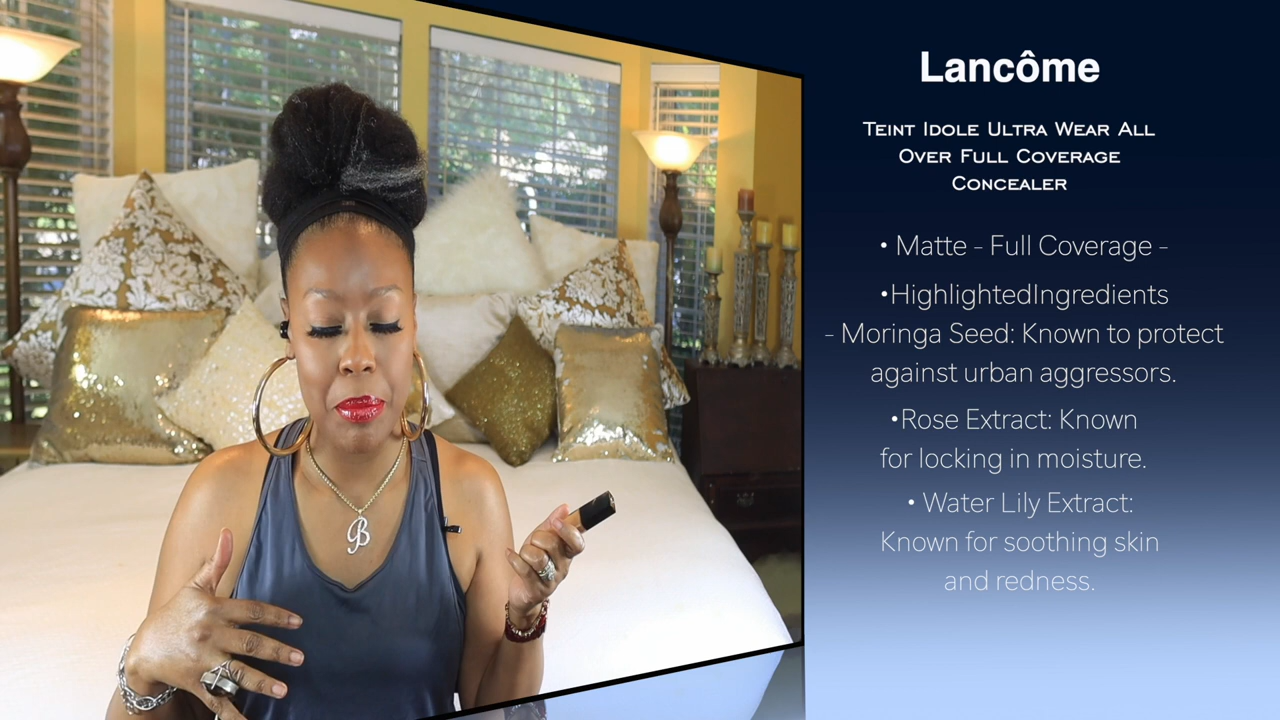 Lancôme
Teint Idole Ultra Wear All
Over Full Coverage
Concealer
• Matte - Full Coverage -
•HighlightedIngredients
- Moringa Seed: Known to protect
against urban aggressors.
•Rose Extract: Known
for locking in moisture.
• Water Lily Extract:
Known for soothing skin
and redness.
B